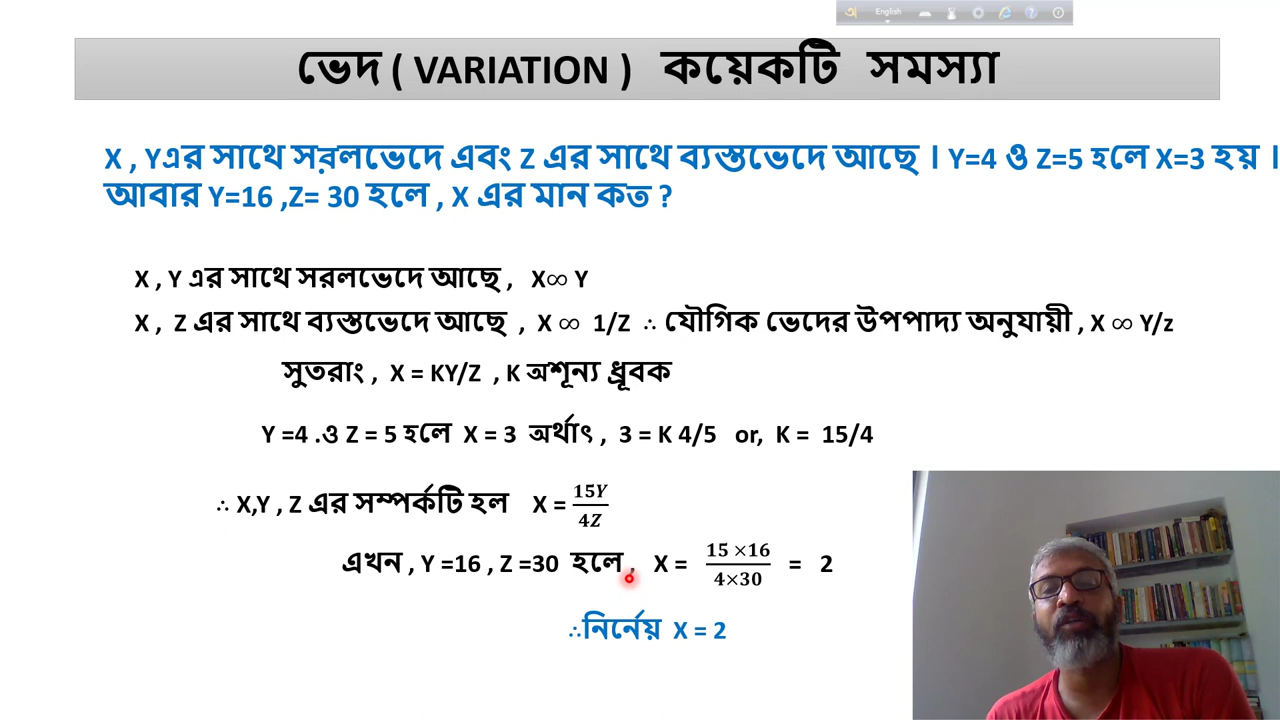 English
ভেদ ( VARIATION ) কয়েকটি সমস্যা
X , Yএর সাথে সরলভেদে এবং Z এর সাথে ব্যস্তভেদে আছে । Y=4 ও Z=5 হলে X=3 হয় ।
আবার Y=16 ,Z= 30 হলে , X এর মান কত ?
X , Y এর সাথে সরলভেদে আছে , X∞ Y
X , Z এর সাথে ব্যস্তভেদে আছে , X ∞ 1/Z ∴ যৌগিক ভেদের উপপাদ্য অনুযায়ী , X ∞ Y/z
সুতরাং , X = KY/Z , K অশূন্য ধ্রূবক
Y =4 .ও Z = 5 হলে X = 3 অর্থাৎ , 3 = K 4/5 or, K = 15/4
∴ X,Y , Z এর সম্পর্কটি হল X = 15Y/4Z
এখন , Y =16 , Z =30 হলে , X = 15 ×16/4×30 = 2
∴নির্নেয় X = 2